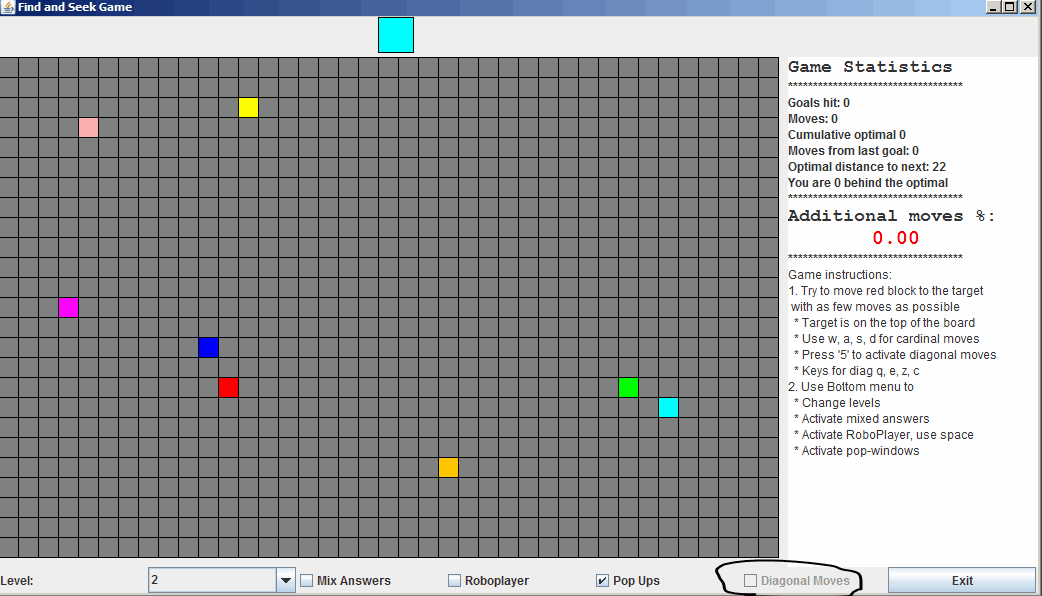 Find and Seek Game
Game Statistics
***********************************
Goals hit: 0
Moves: 0
Cumulative optimal 0
Moves from last goal: 0
Optimal distance to next: 22
You are 0 behind the optimal
***********************************
Additional moves %:
0.00
***********************************
Game instructions:
1. Try to move red block to the target
with as few moves as possible
* Target is on the top of the board
* Use w, a, s, d for cardinal moves
* Press '5' to activate diagonal moves
* Keys for diag q, e, z, c
2. Use Bottom menu to
* Change levels
* Activate mixed answers
* Activate RoboPlayer, use space
* Activate pop-windows
Level: 2 Mix Answers Roboplayer Pop Ups Diagonal Moves Exit